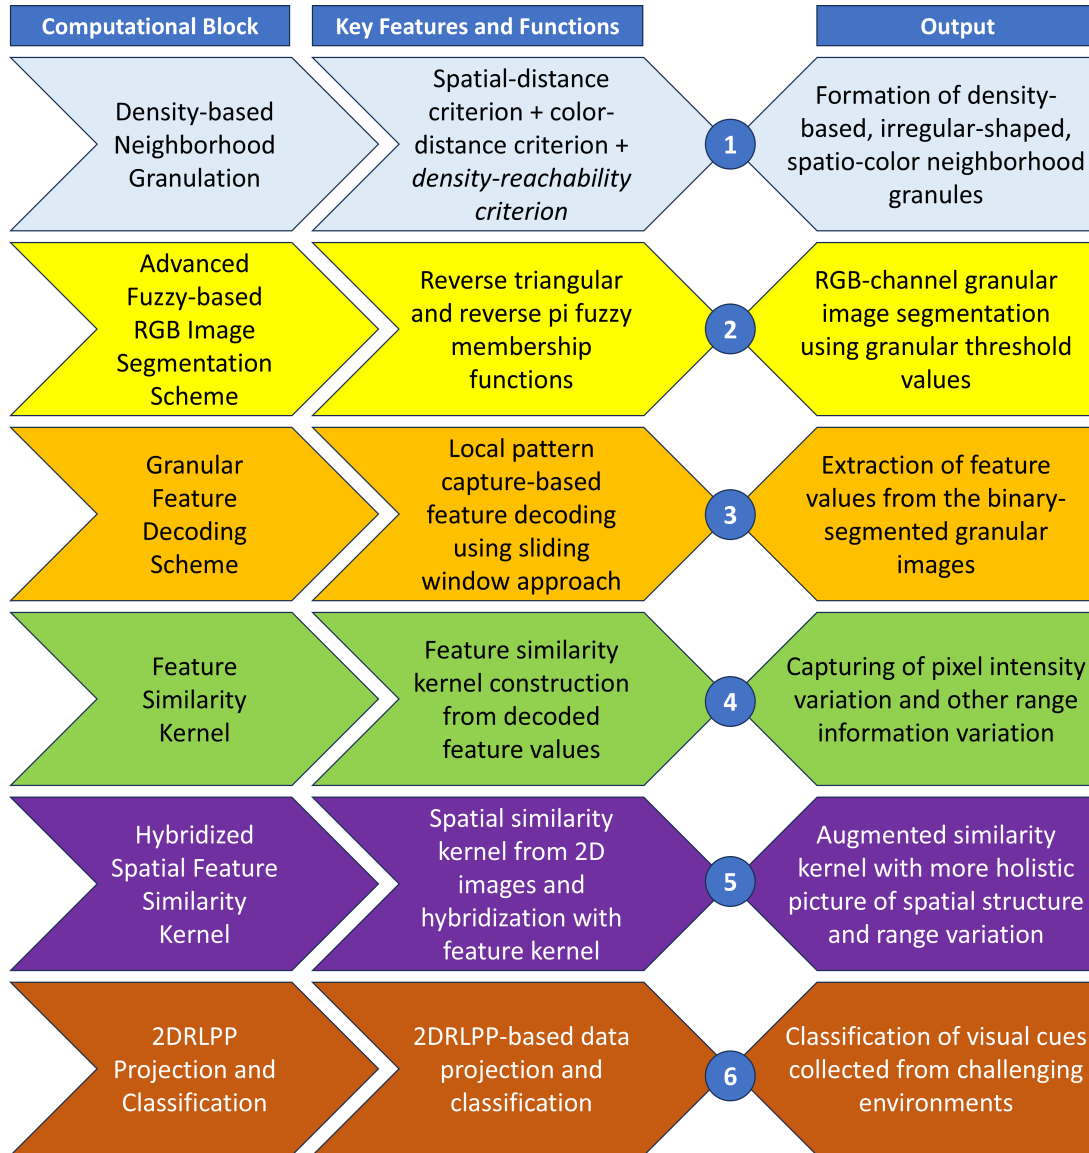 Computational Block
Key Features and Functions
Output
Density-based
Neighborhood
Granulation
Spatial-distance
criterion + color-
distance criterion +
density-reachability
criterion
1
Formation of density-
based, irregular-shaped,
spatio-color neighborhood
granules
Advanced
Fuzzy-based
RGB Image
Segmentation
Scheme
Reverse triangular
and reverse pi fuzzy
membership
functions
2
RGB-channel granular
image segmentation
using granular threshold
values
Granular
Feature
Decoding
Scheme
Local pattern
capture-based
feature decoding
using sliding
window approach
3
Extraction of feature
values from the binary-
segmented granular
images
Feature
Similarity
Kernel
Feature similarity
kernel construction
from decoded
feature values
4
Capturing of pixel intensity
variation and other range
information variation
Hybridized
Spatial Feature
Similarity
Kernel
Spatial similarity
kernel from 2D
images and
hybridization with
feature kernel
5
Augmented similarity
kernel with more holistic
picture of spatial structure
and range variation
2DRLPP
Projection and
Classification
2DRLPP-based data
projection and
classification
6
Classification of visual cues
collected from challenging
environments